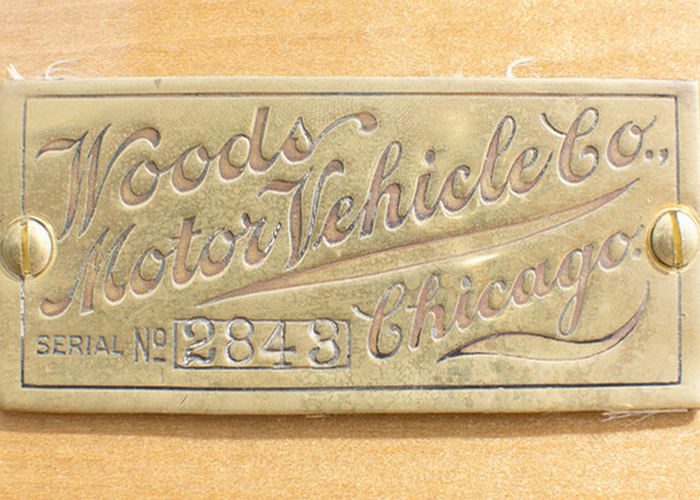 Woods
Motor Vehicle Co.,
Chicago.
SERIAL No 2843